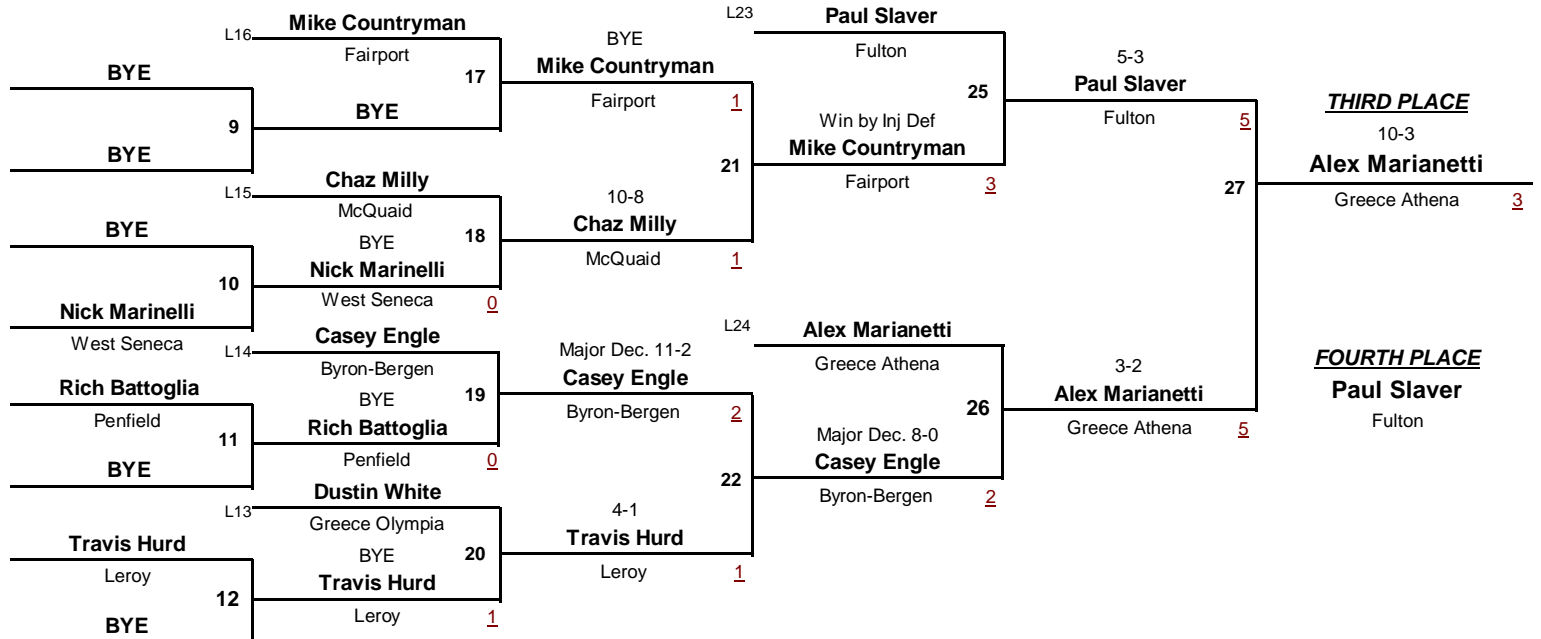 BYE
9
BYE
BYE
10
Nick Marinelli
West Seneca
Rich Battoglia
Penfield
11
BYE
Travis Hurd
Leroy
12
BYE
L16
Mike Countryman
Fairport
17
BYE
L15
Chaz Milly
McQuaid
BYE
18
Nick Marinelli
West Seneca
0
L14
Casey Engle
Byron-Bergen
BYE
19
Rich Battoglia
Penfield
0
L13
Dustin White
Greece Olympia
BYE
20
Travis Hurd
Leroy
1
BYE
Mike Countryman
Fairport
1
21
10-8
Chaz Milly
McQuaid
1
Major Dec. 11-2
Casey Engle
Byron-Bergen
2
22
4-1
Travis Hurd
Leroy
1
L23
Paul Slaver
Fulton
25
Win by Inj Def
Mike Countryman
Fairport
3
L24
Alex Marianetti
Greece Athena
26
Major Dec. 8-0
Casey Engle
Byron-Bergen
2
5-3
Paul Slaver
Fulton
5
27
3-2
Alex Marianetti
Greece Athena
5
THIRD PLACE
10-3
Alex Marianetti
Greece Athena
3
FOURTH PLACE
Paul Slaver
Fulton